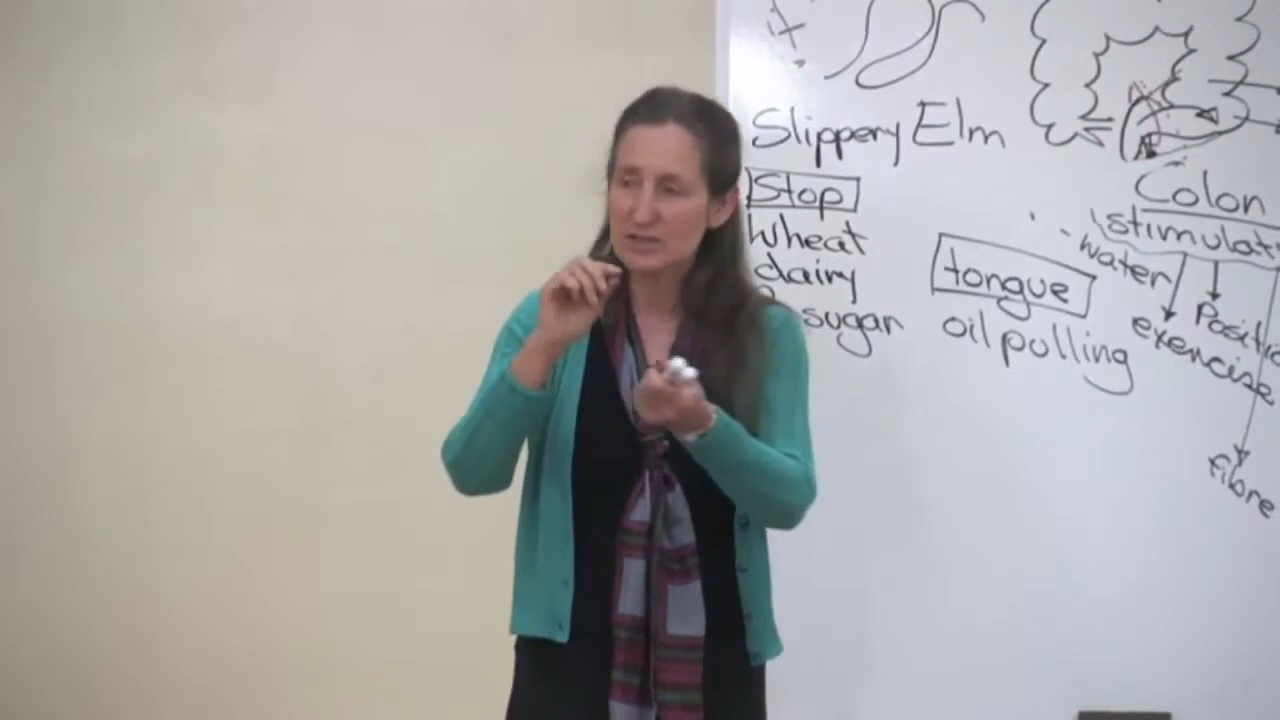 Slippery Elm
Stop
Wheat
dairy
sugar
tongue
oil pulling
Colon
stimulat
water
exercise
Positi
fibre